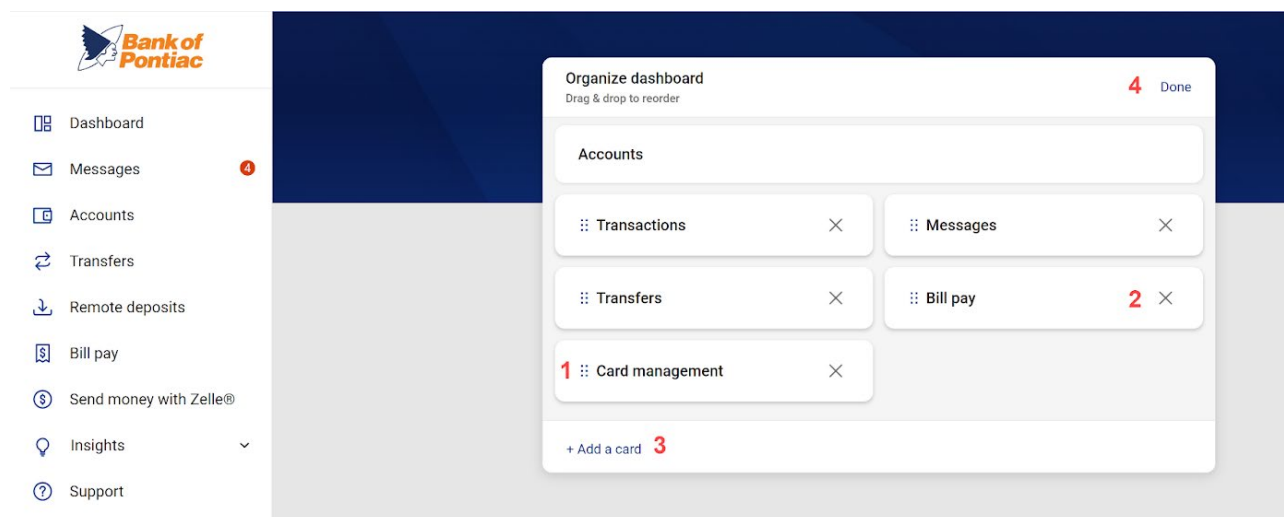 Bank of
Pontiac
Dashboard
Messages 4
Accounts
Transfers
Remote deposits
Bill pay
Send money with Zelle®
Insights
Support
Organize dashboard
Drag & drop to reorder
4 Done
Accounts
Transactions
Messages
Transfers
Bill pay 2
1 Card management
+ Add a card 3